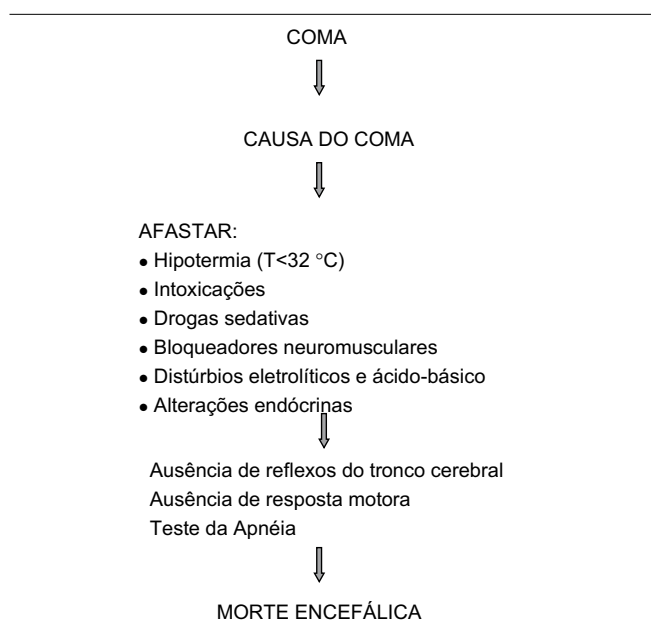 COMA
CAUSA DO COMA
AFASTAR:
• Hipotermia (T<32 °C)
• Intoxicações
• Drogas sedativas
• Bloqueadores neuromusculares
• Distúrbios eletrolíticos e ácido-básico
• Alterações endócrinas
Ausência de reflexos do tronco cerebral
Ausência de resposta motora
Teste da Apnéia
MORTE ENCEFÁLICA